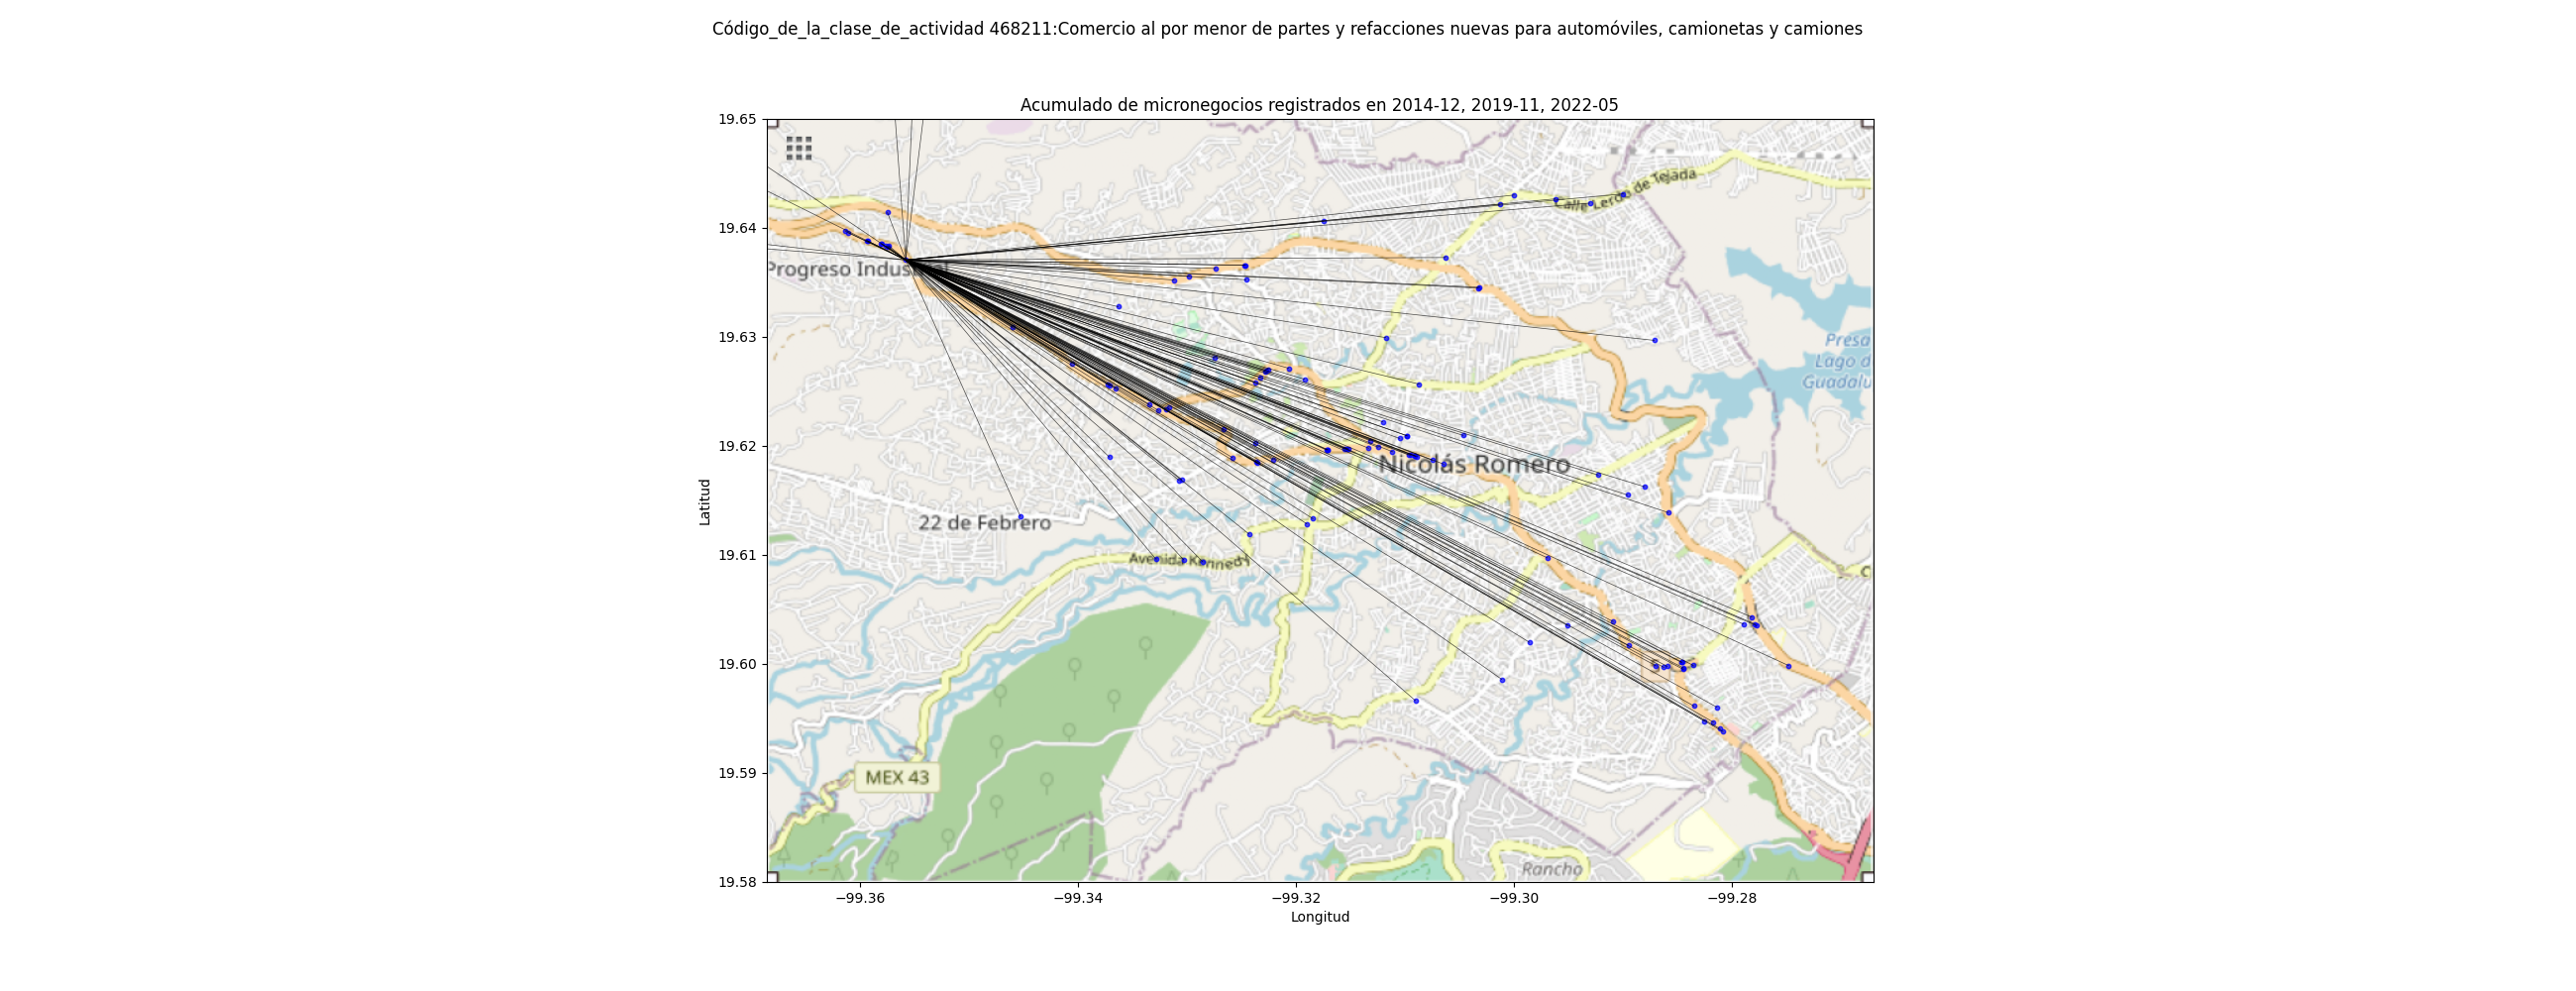 Código_de_la_clase_de_actividad 468211:Comercio al por menor de partes y refacciones nuevas para automóviles, camionetas y camiones
Acumulado de micronegocios registrados en 2014-12, 2019-11, 2022-05
19.65
19.64
19.63
19.62
19.61
19.60
19.59
19.58
Latitud
Calle Lerdo de Tejada
Progreso Industrial
Presa
Lago d
Guadalu
Nicolás Romero
22 de Febrero
Avenida Kennedy
MEX 43
Rancho
−99.36
−99.34
−99.32
−99.30
−99.28
Longitud